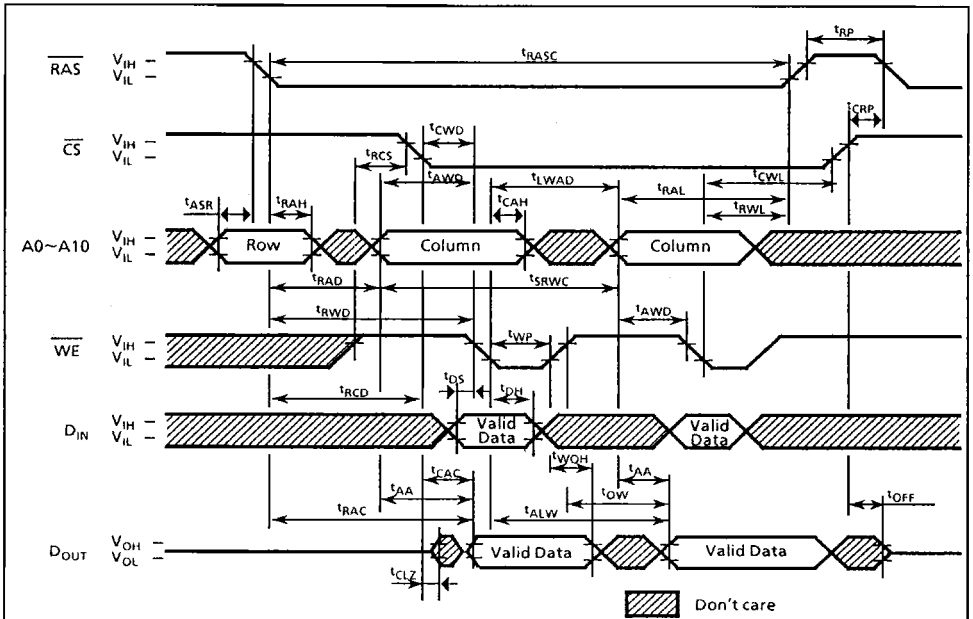 RAS VIH VIL tRASC tRP
CS VIH VIL tCWD tCRP
tRCS tAWD tLWAD tRAL tCWL
tASR tRAH tCAH tRWL
A0~A10 VIH VIL Row Column Column
tRAD tSRWC
tRWD tAWD
WE VIH VIL tWP
tRCD tDS tDH
DIN VIH VIL Valid Data Valid Data
tCAC tWOH tAA
tAA tOW tOFF
tRAC tALW
DOUT VOH VOL Valid Data Valid Data
tCLZ
Don't care